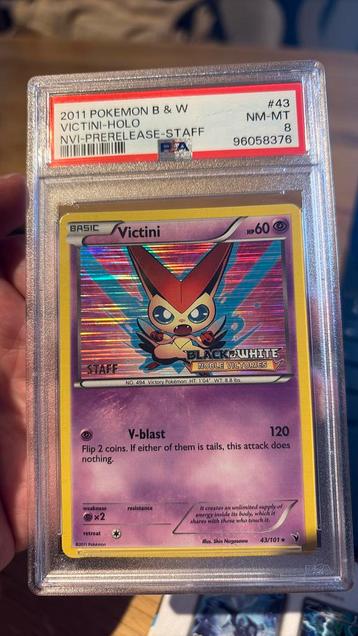 2011 POKEMON B & W #43
VICTINI-HOLO NM-MT
NVI-PRERELEASE-STAFF 8
PSA 96058376
BASIC Victini HP60
STAFF
BLACK & WHITE
NOBLE VICTORIES
NO. 494 Victory Pokémon HT: 1'04" WT: 8.8 lbs.
V-blast 120
Flip 2 coins. If either of them is tails, this attack does
nothing.
weakness resistance
×2
retreat
It creates an unlimited supply of
energy inside its body, which it
shares with those who touch it.
Illus. Shin Nagasawa
©2011 Pokémon 43/101